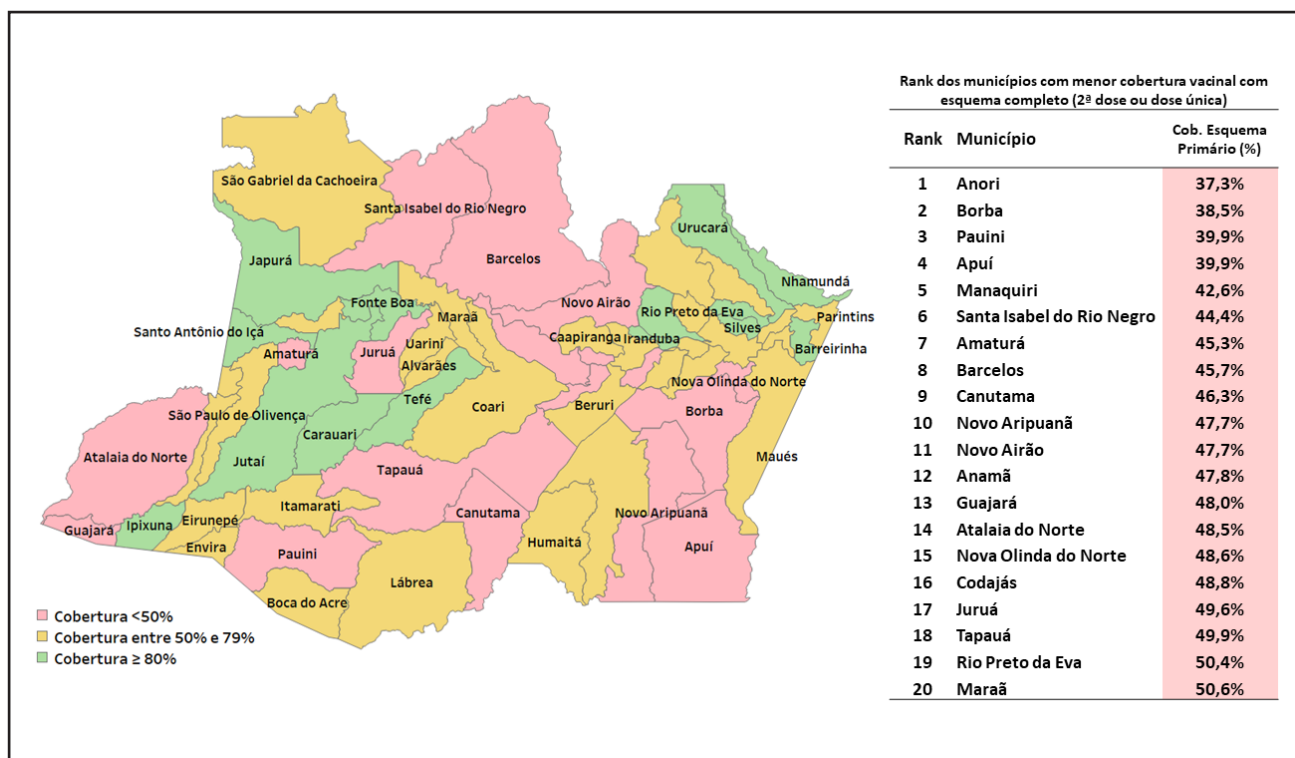 São Gabriel da Cachoeira
Santa Isabel do Rio Negro
Urucará
Japurá
Barcelos
Nhamundá
Fonte Boa
Novo Airão
Maraã
Rio Preto da Eva
Parintins
Santo Antônio do Içá
Silves
Caapiranga
Iranduba
Uarini
Barreirinha
Amaturá
Juruá
Alvarães
Nova Olinda do Norte
Tefé
Coari
Beruri
Borba
São Paulo de Olivença
Carauari
Maués
Atalaia do Norte
Jutaí
Tapauá
Itamarati
Guajará
Ipixuna
Eirunepé
Canutama
Novo Aripuanã
Envira
Pauini
Humaitá
Apuí
Lábrea
Boca do Acre
Cobertura <50%
Cobertura entre 50% e 79%
Cobertura ≥ 80%
Rank dos municípios com menor cobertura vacinal com
esquema completo (2ª dose ou dose única)
Rank Município Cob. Esquema
Primário (%)
1 Anori 37,3%
2 Borba 38,5%
3 Pauini 39,9%
4 Apuí 39,9%
5 Manaquiri 42,6%
6 Santa Isabel do Rio Negro 44,4%
7 Amaturá 45,3%
8 Barcelos 45,7%
9 Canutama 46,3%
10 Novo Aripuanã 47,7%
11 Novo Airão 47,7%
12 Anamã 47,8%
13 Guajará 48,0%
14 Atalaia do Norte 48,5%
15 Nova Olinda do Norte 48,6%
16 Codajás 48,8%
17 Juruá 49,6%
18 Tapauá 49,9%
19 Rio Preto da Eva 50,4%
20 Maraã 50,6%